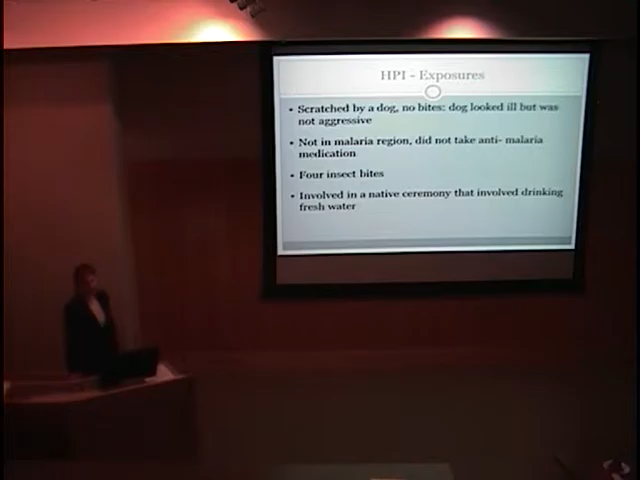 HPI - Exposures
• Scratched by a dog, no bites: dog looked ill but was
not aggressive
• Not in malaria region, did not take anti- malaria
medication
• Four insect bites
• Involved in a native ceremony that involved drinking
fresh water